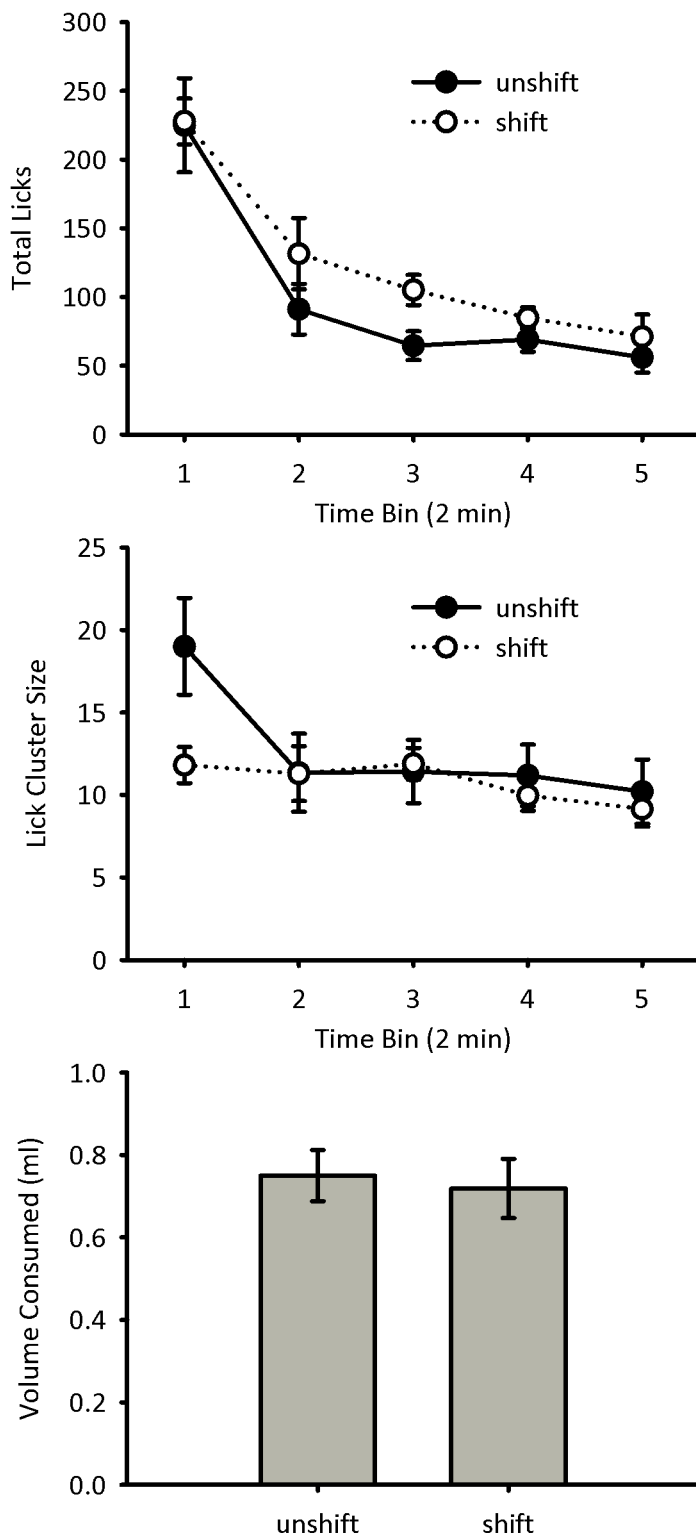 300
250
200
150
100
50
0
Total Licks
unshift
shift
1 2 3 4 5
Time Bin (2 min)
25
20
15
10
5
0
Lick Cluster Size
unshift
shift
1 2 3 4 5
Time Bin (2 min)
1.0
0.8
0.6
0.4
0.2
0.0
Volume Consumed (ml)
unshift shift